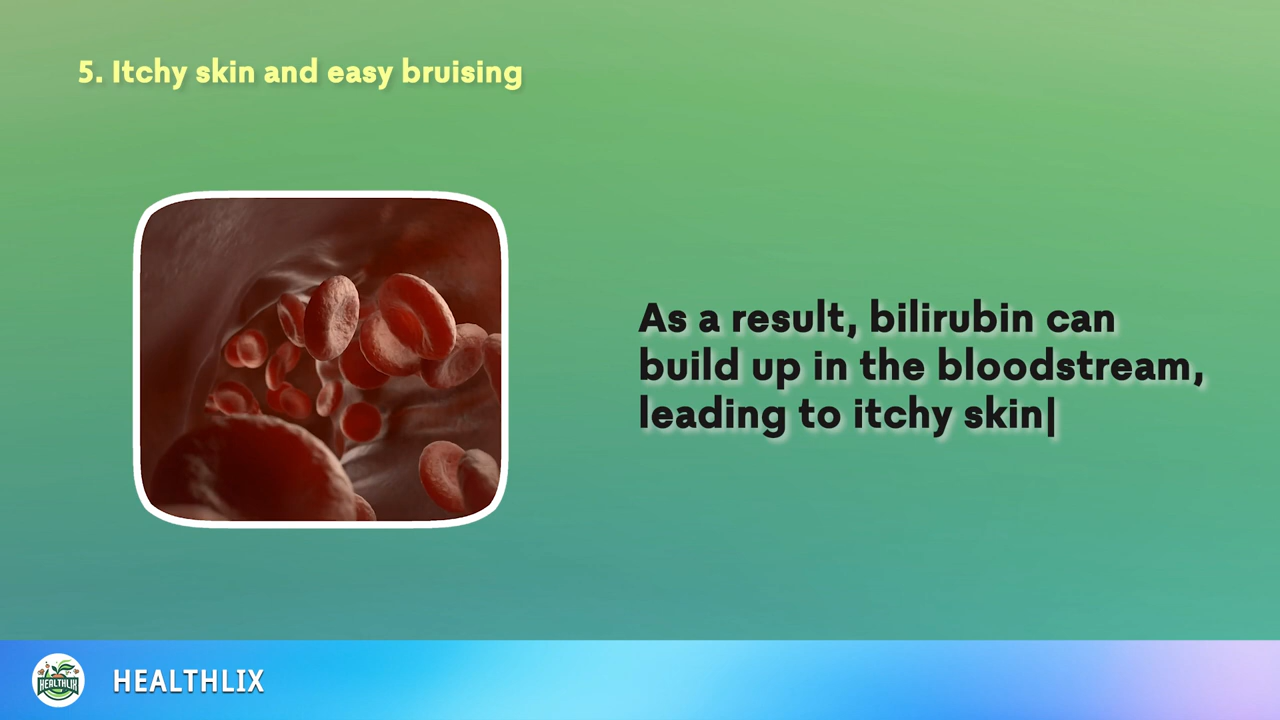 5. Itchy skin and easy bruising
As a result, bilirubin can
build up in the bloodstream,
leading to itchy skin|
HEALTHLIX
HEALTHLIX